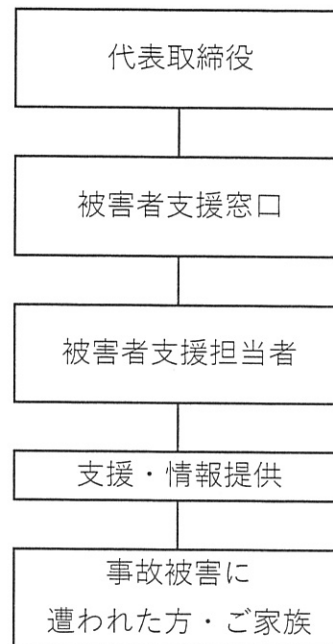 代表取締役
被害者支援窓口
被害者支援担当者
支援・情報提供
事故被害に
遭われた方・ご家族